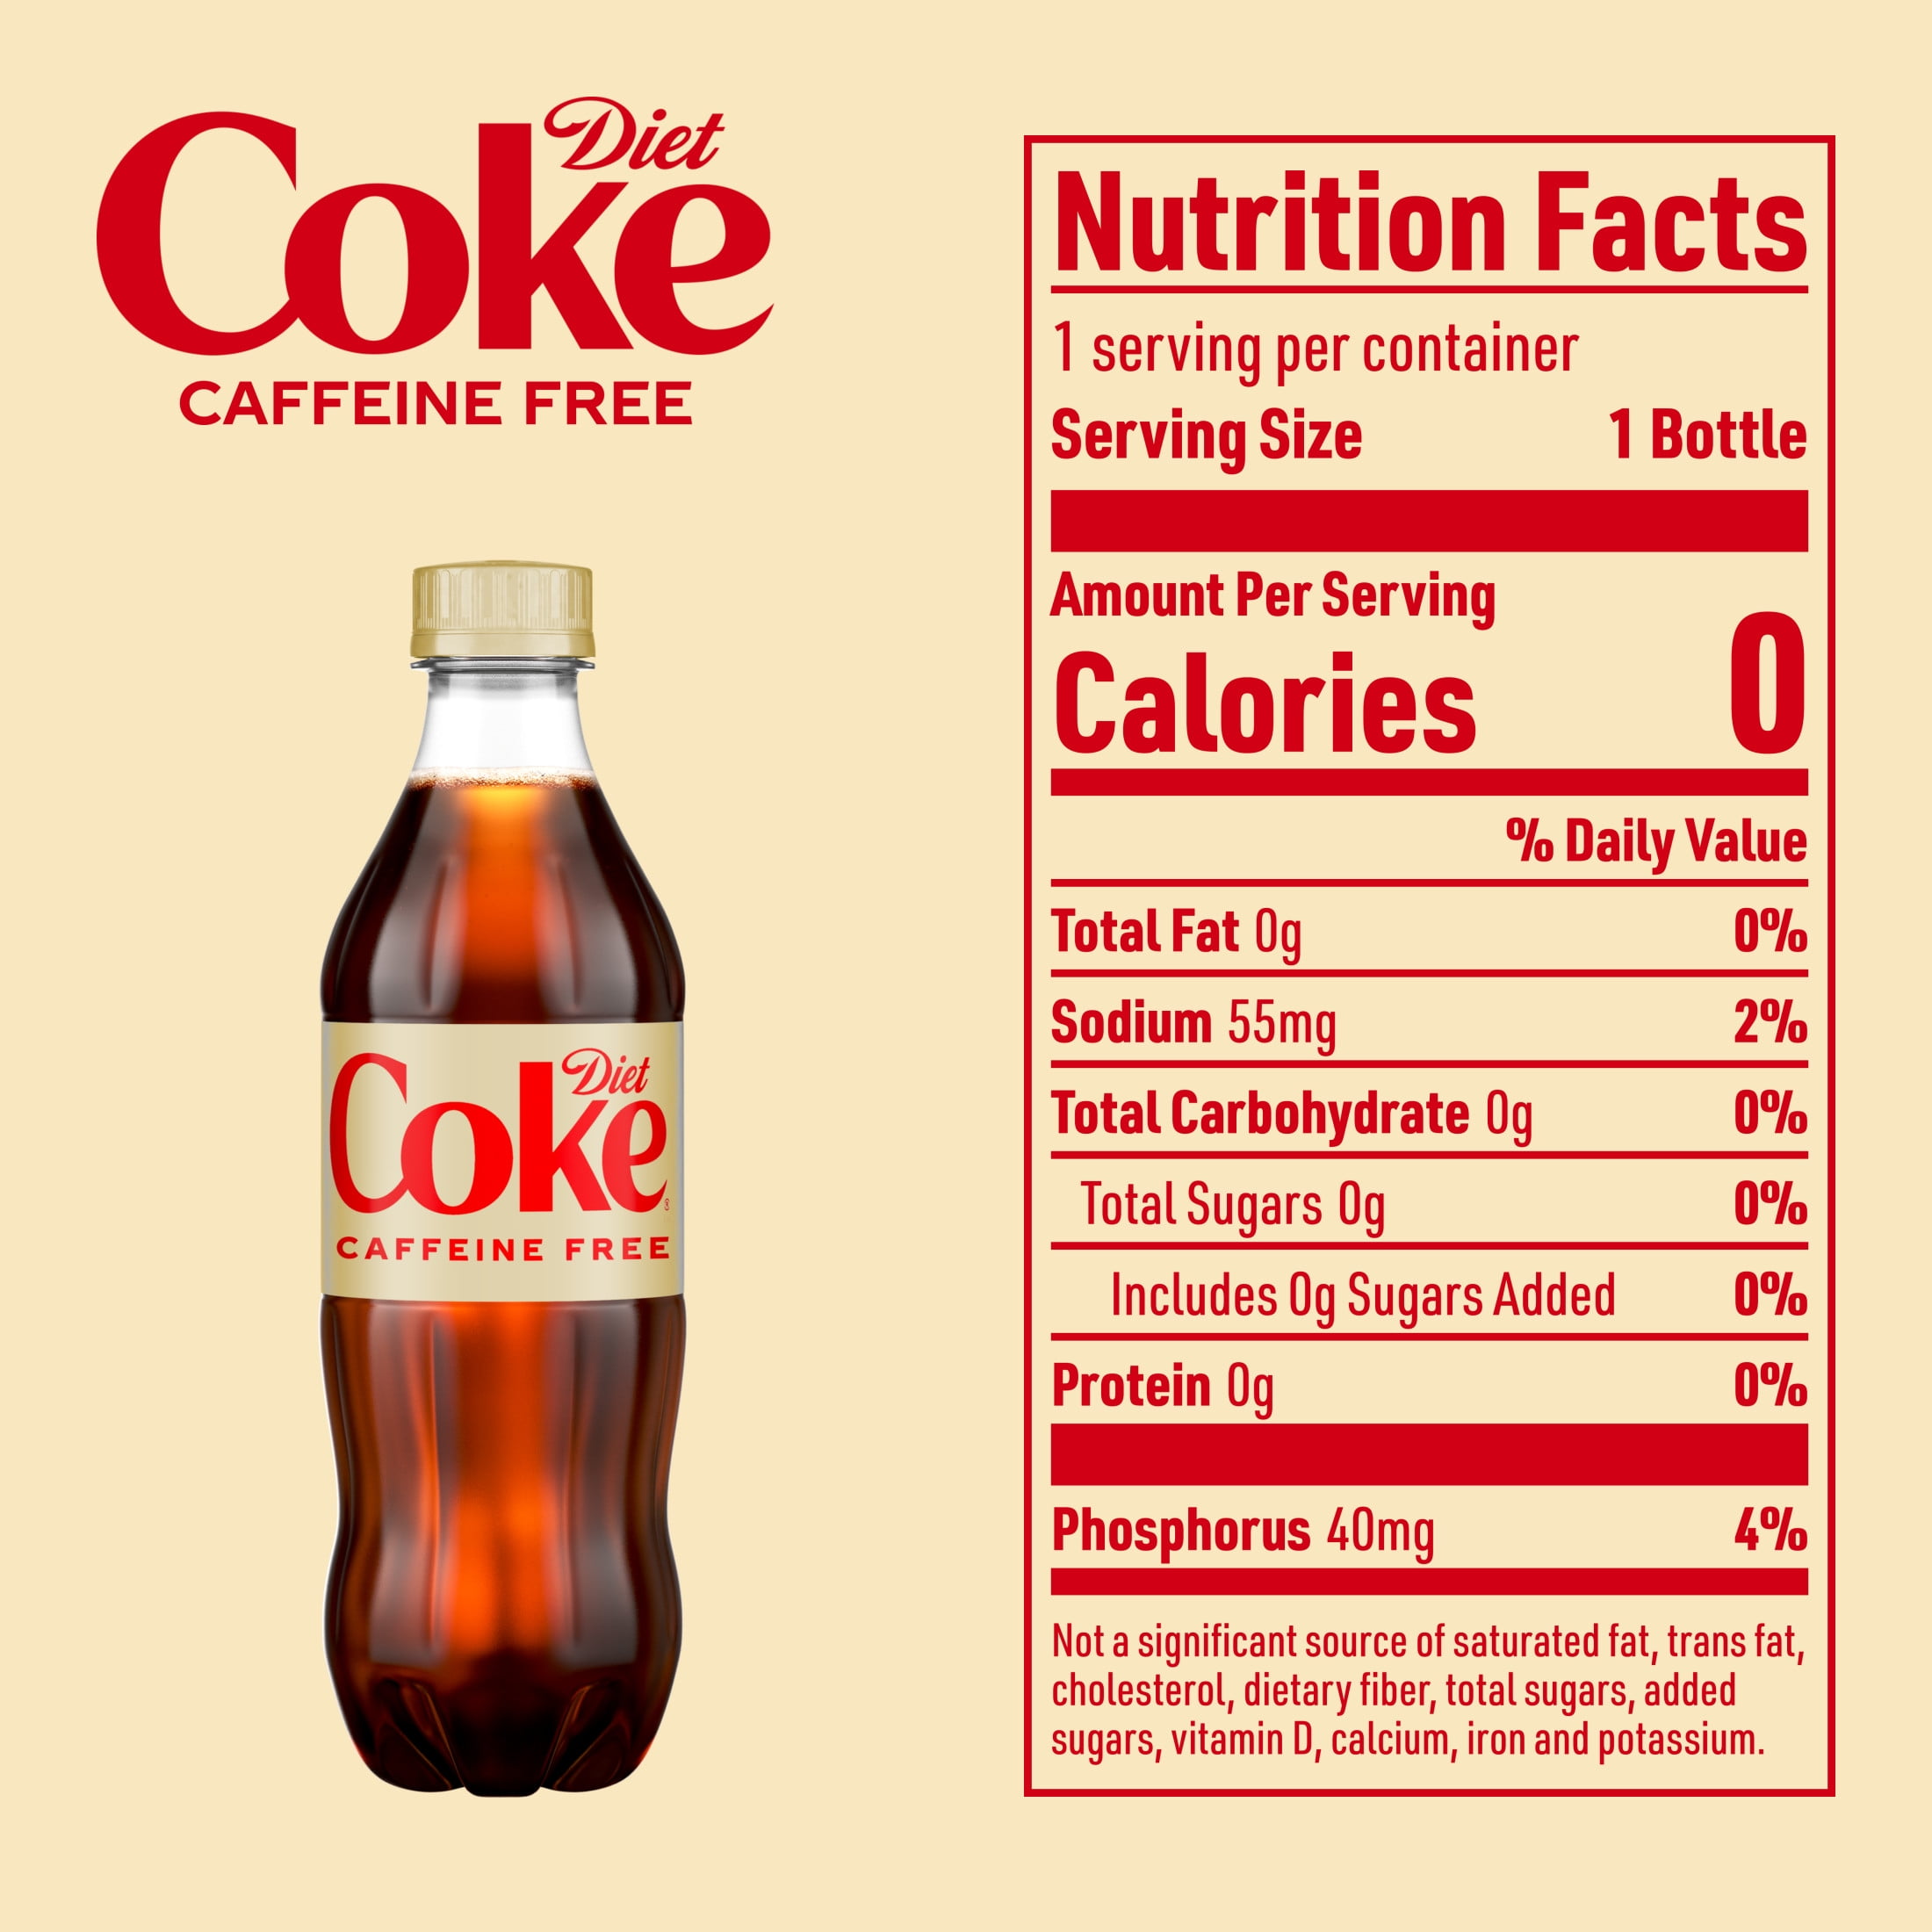 Diet
Coke
CAFFEINE FREE
Diet
Coke®
CAFFEINE FREE
Nutrition Facts
1 serving per container
Serving Size 1 Bottle
Amount Per Serving
Calories 0
% Daily Value
Total Fat 0g 0%
Sodium 55mg 2%
Total Carbohydrate 0g 0%
Total Sugars 0g 0%
Includes 0g Sugars Added 0%
Protein 0g 0%
Phosphorus 40mg 4%
Not a significant source of saturated fat, trans fat,
cholesterol, dietary fiber, total sugars, added
sugars, vitamin D, calcium, iron and potassium.